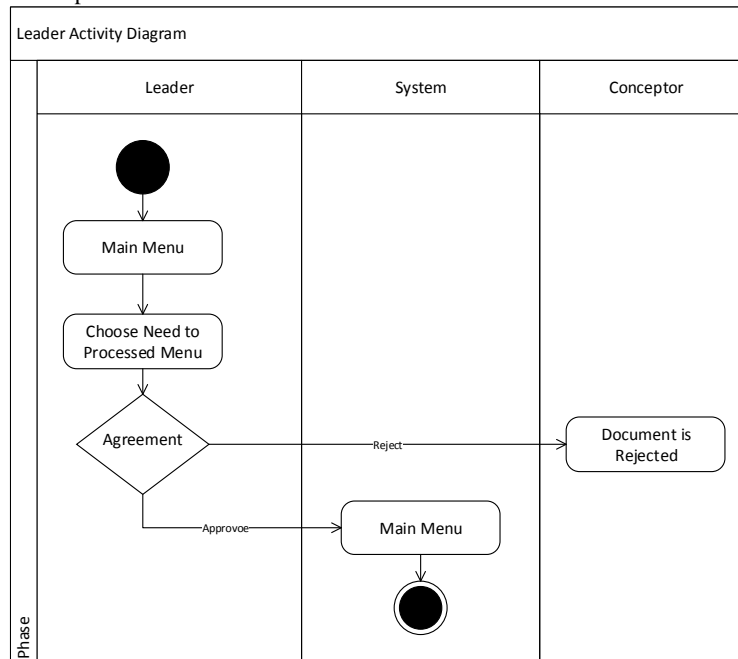 Leader Activity Diagram
Leader
System
Conceptor
Main Menu
Choose Need to
Processed Menu
Agreement
Reject
Document is
Rejected
Approvoe
Main Menu
Phase